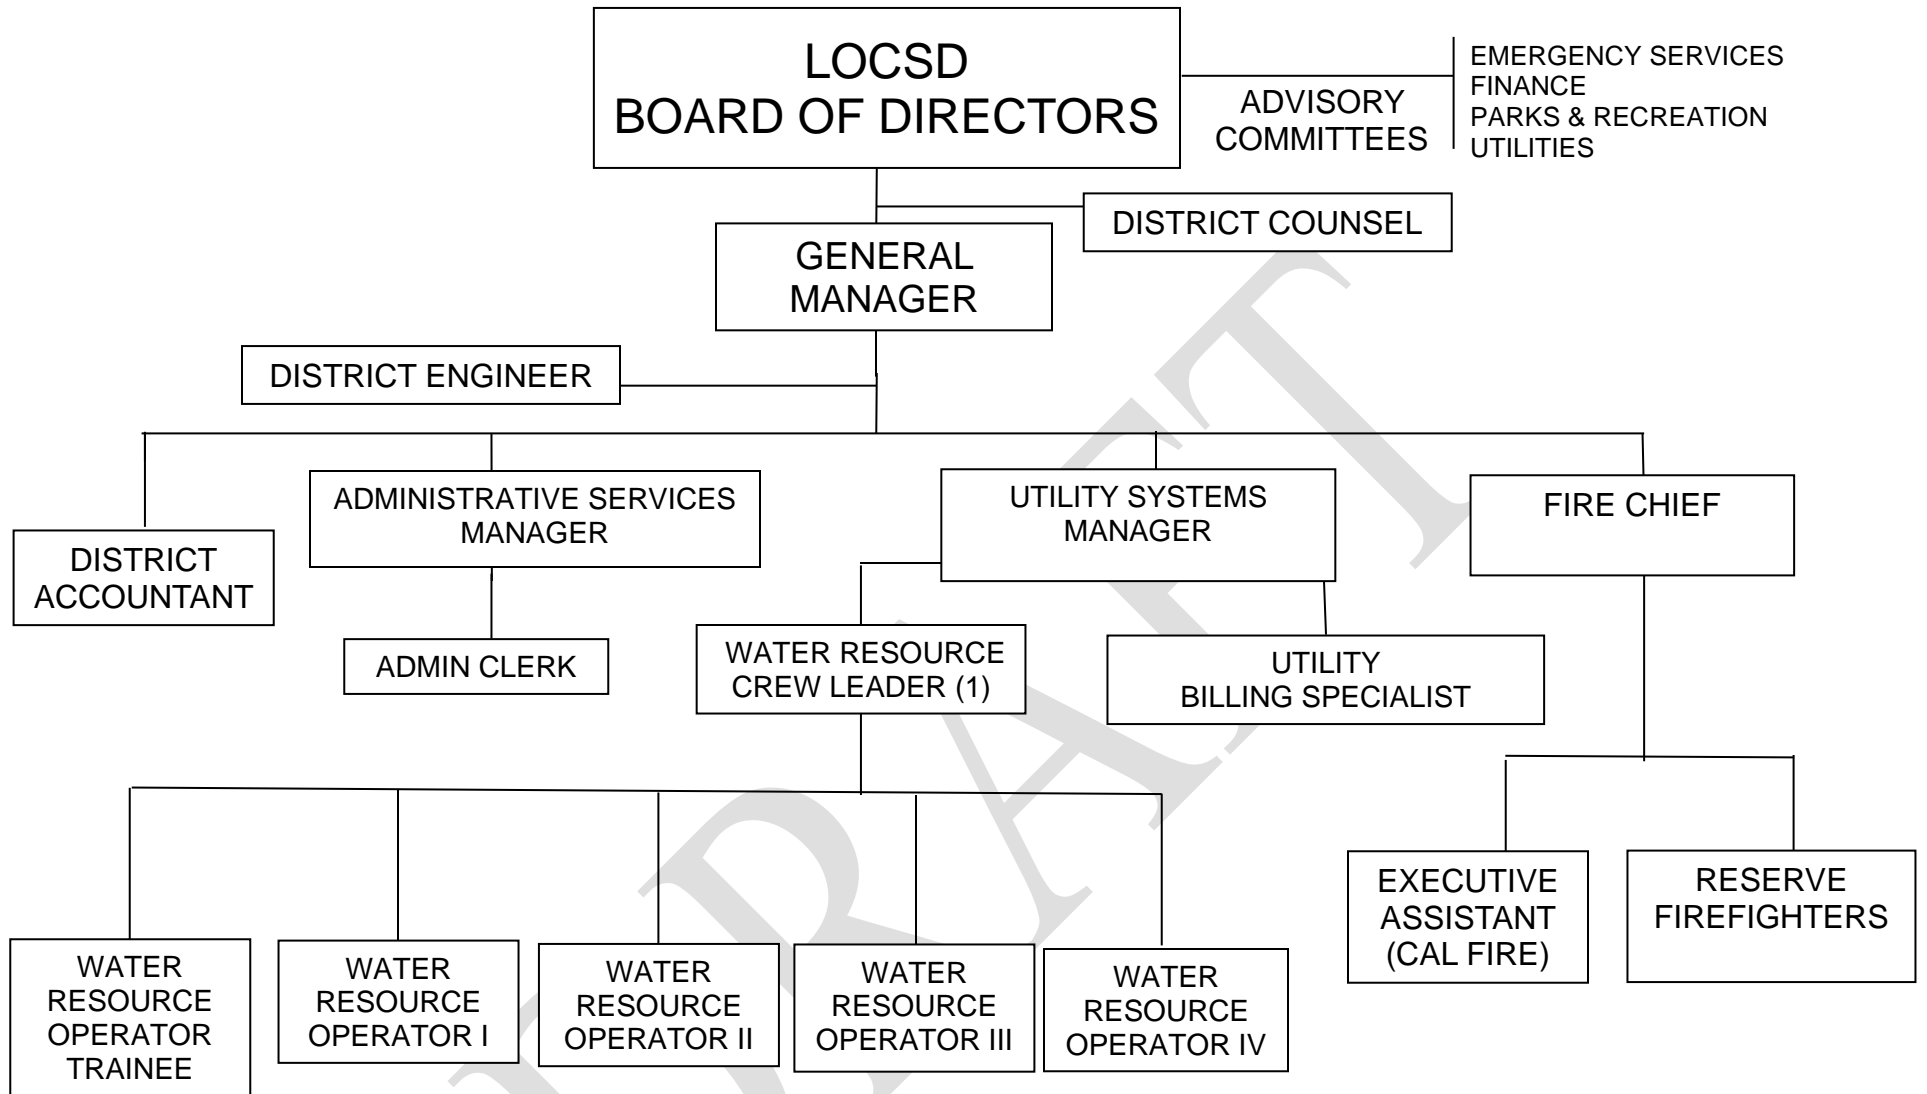 LOCSD
BOARD OF DIRECTORS
ADVISORY
COMMITTEES
EMERGENCY SERVICES
FINANCE
PARKS & RECREATION
UTILITIES
DISTRICT COUNSEL
GENERAL
MANAGER
DISTRICT ENGINEER
DISTRICT
ACCOUNTANT
ADMINISTRATIVE SERVICES
MANAGER
UTILITY SYSTEMS
MANAGER
FIRE CHIEF
ADMIN CLERK
WATER RESOURCE
CREW LEADER (1)
UTILITY
BILLING SPECIALIST
EXECUTIVE
ASSISTANT
(CAL FIRE)
RESERVE
FIREFIGHTERS
WATER
RESOURCE
OPERATOR
TRAINEE
WATER
RESOURCE
OPERATOR I
WATER
RESOURCE
OPERATOR II
WATER
RESOURCE
OPERATOR III
WATER
RESOURCE
OPERATOR IV
DRAFT